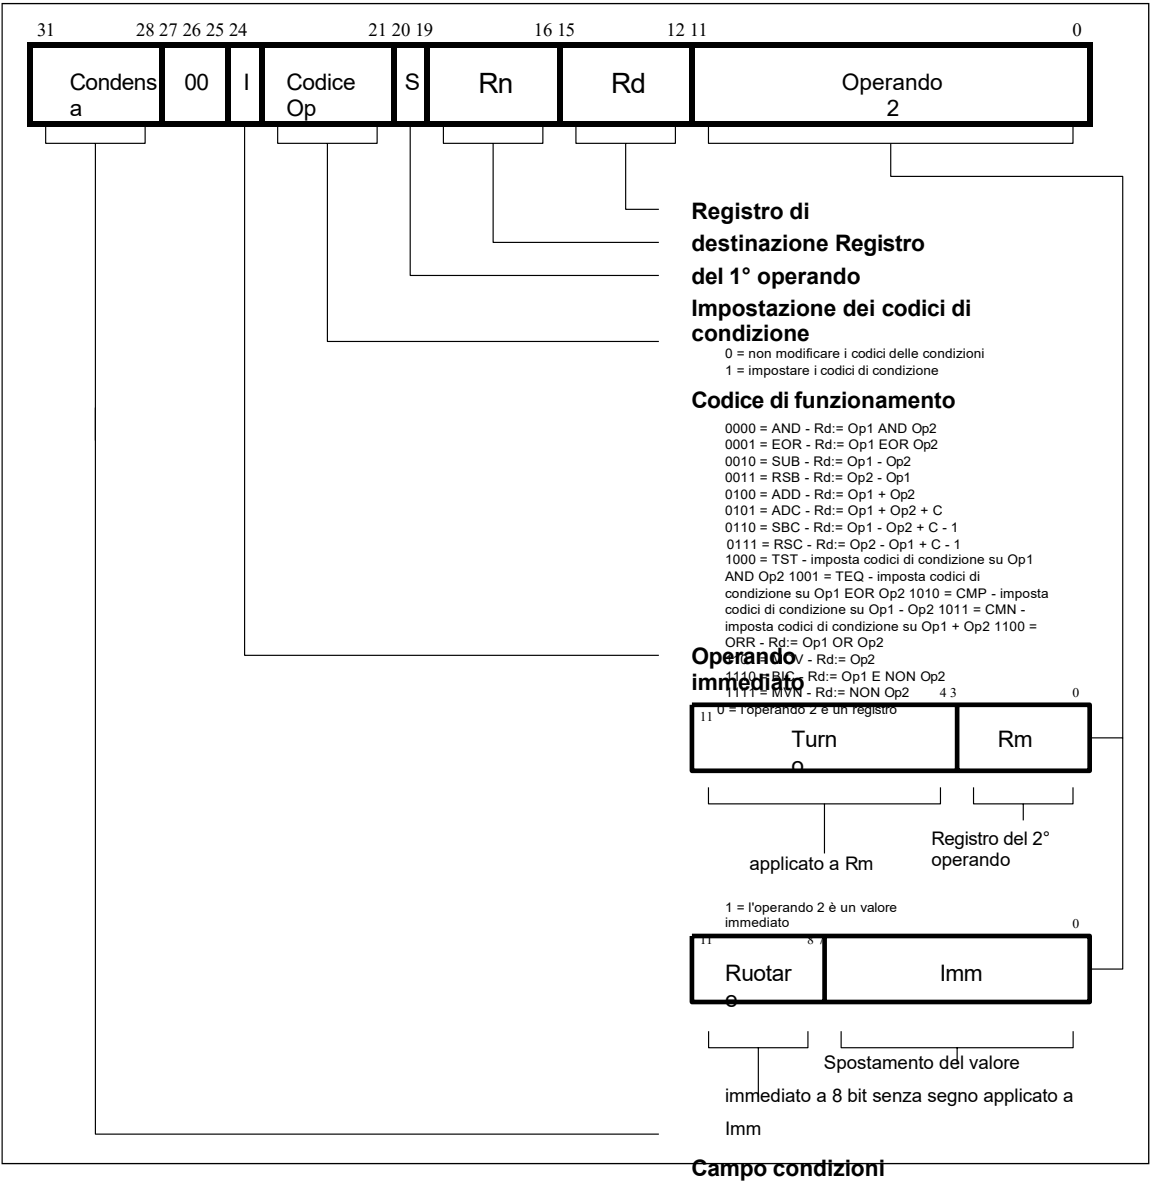 31 28 27 26 25 24 21 20 19 16 15 12 11 0
Condens
a
00
I
Codice
Op
S
Rn
Rd
Operando
2
Registro di
destinazione Registro
del 1° operando
Impostazione dei codici di
condizione
0 = non modificare i codici delle condizioni
1 = impostare i codici di condizione
Codice di funzionamento
0000 = AND - Rd:= Op1 AND Op2
0001 = EOR - Rd:= Op1 EOR Op2
0010 = SUB - Rd:= Op1 - Op2
0011 = RSB - Rd:= Op2 - Op1
0100 = ADD - Rd:= Op1 + Op2
0101 = ADC - Rd:= Op1 + Op2 + C
0110 = SBC - Rd:= Op1 - Op2 + C - 1
0111 = RSC - Rd:= Op2 - Op1 + C - 1
1000 = TST - imposta codici di condizione su Op1
AND Op2 1001 = TEQ - imposta codici di
condizione su Op1 EOR Op2 1010 = CMP - imposta
codici di condizione su Op1 - Op2 1011 = CMN -
imposta codici di condizione su Op1 + Op2 1100 =
ORR - Rd:= Op1 OR Op2
1101 = MOV - Rd:= Op2
1110 = BIC - Rd:= Op1 E NON Op2
1111 = MVN - Rd:= NON Op2
Operando
immediato
0 = l'operando 2 è un registro
11 4 3 0
Turn
o
Rm
applicato a Rm
Registro del 2°
operando
1 = l'operando 2 è un valore
immediato
11 8 7 0
Ruotar
e
Imm
Spostamento del valore
immediato a 8 bit senza segno applicato a
Imm
Campo condizioni